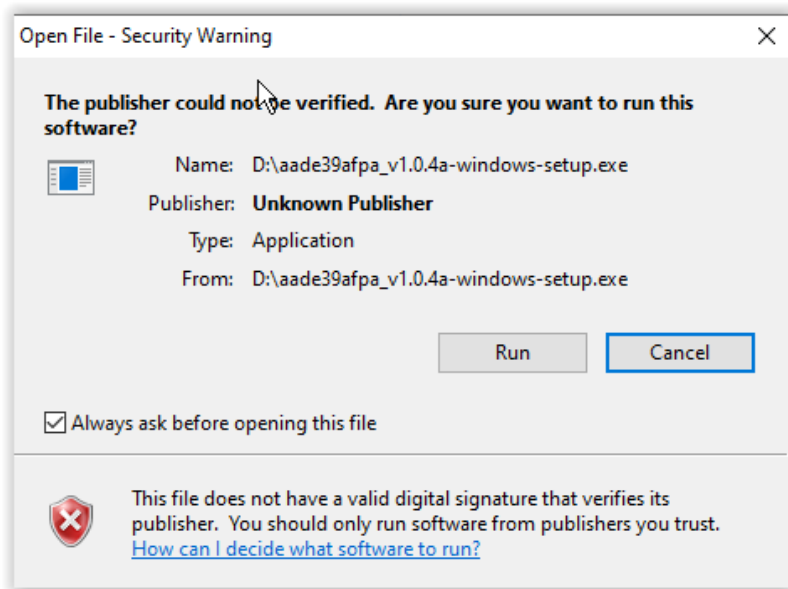 Open File - Security Warning
The publisher could not be verified. Are you sure you want to run this
software?
Name: D:\aade39afpa_v1.0.4a-windows-setup.exe
Publisher: Unknown Publisher
Type: Application
From: D:\aade39afpa_v1.0.4a-windows-setup.exe
Run Cancel
Always ask before opening this file
This file does not have a valid digital signature that verifies its
publisher. You should only run software from publishers you trust.
How can I decide what software to run?